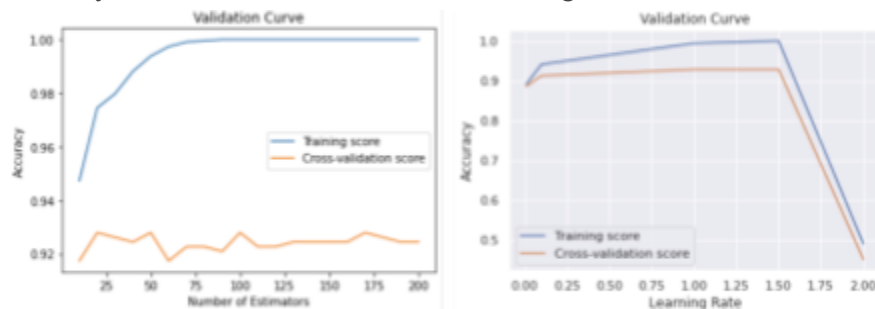 Validation Curve
1.00
0.98
0.96
0.94
0.92
Accuracy
Training score
Cross-validation score
25
50
75
100
125
150
175
200
Number of Estimators
Validation Curve
1.0
0.9
0.8
0.7
0.6
0.5
Accuracy
Training score
Cross-validation score
0.00
0.25
0.50
0.75
1.00
1.25
1.50
1.75
2.00
Learning Rate